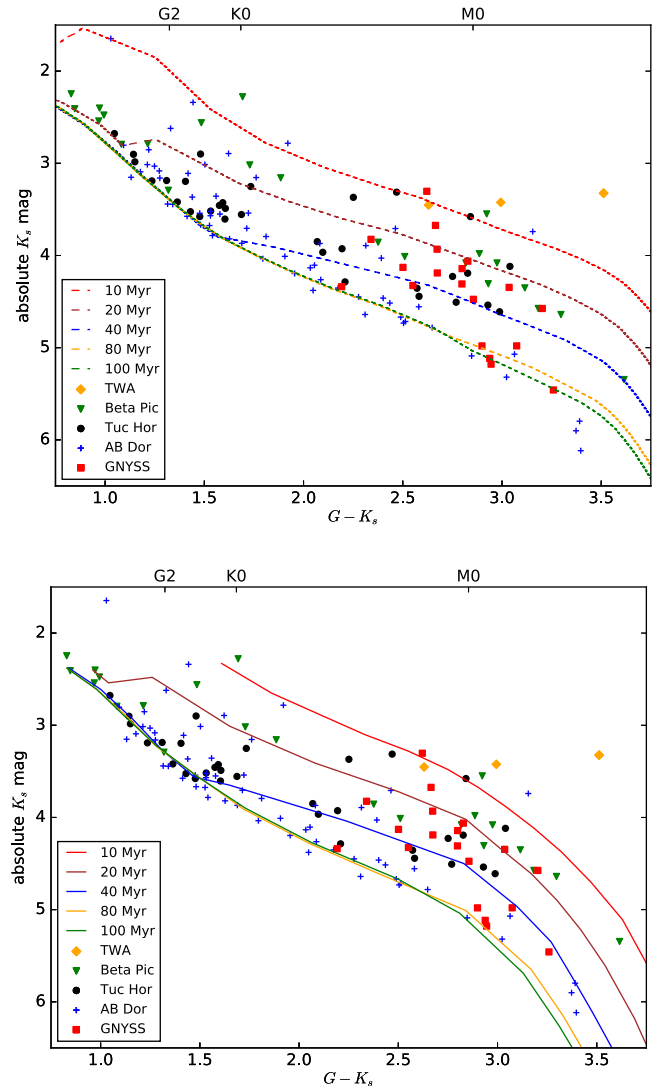 G2 K0 M0
2
3
4
5
6
absolute Ks mag
10 Myr
20 Myr
40 Myr
80 Myr
100 Myr
TWA
Beta Pic
Tuc Hor
AB Dor
GNYSS
1.0 1.5 2.0 2.5 3.0 3.5
G − Ks
G2 K0 M0
2
3
4
5
6
absolute Ks mag
10 Myr
20 Myr
40 Myr
80 Myr
100 Myr
TWA
Beta Pic
Tuc Hor
AB Dor
GNYSS
1.0 1.5 2.0 2.5 3.0 3.5
G − Ks